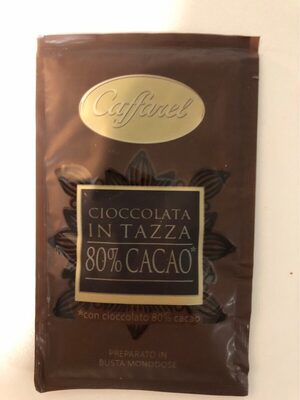 Caffarel
CIOCCOLATA
IN TAZZA
80% CACAO*
*con cioccolato 80% cacao
PREPARATO IN
BUSTA MONODOSE